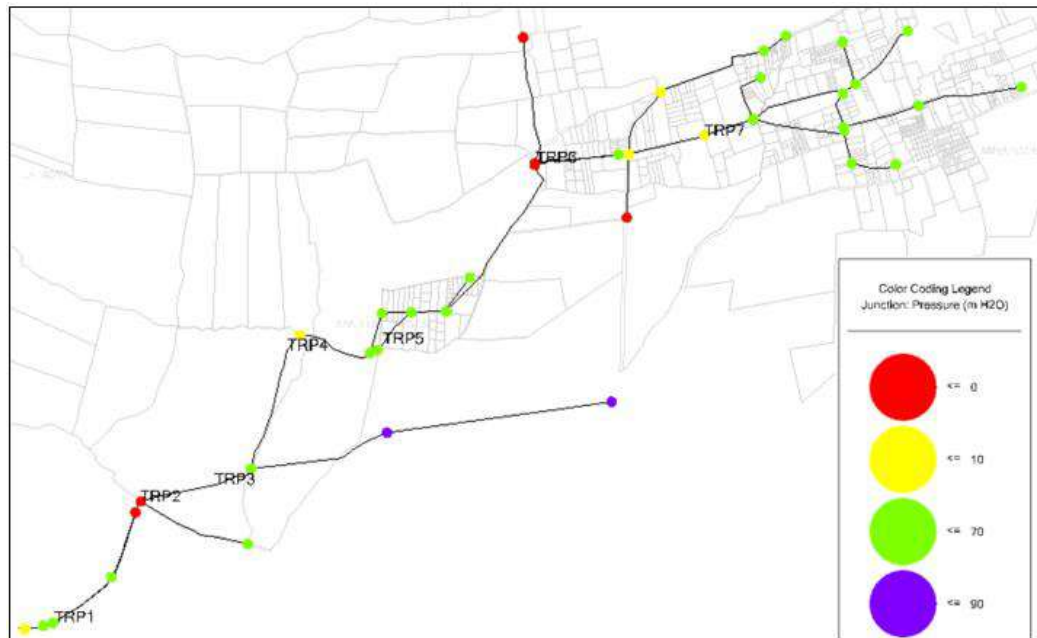 TRP6
TRP7
TRP4
TRP5
TRP3
TRP2
TRP1
Color Coding Legend
Junction: Pressure (m H2O)
<= 0
<= 10
<= 70
<= 90